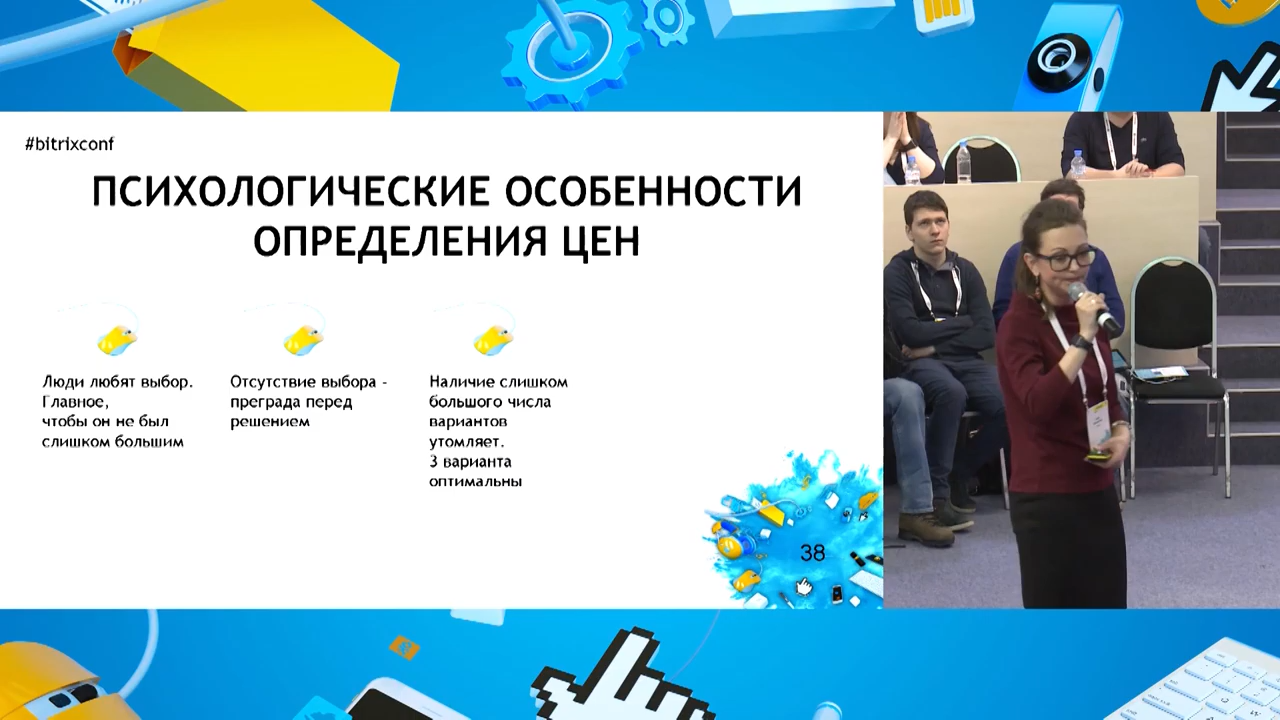 #bitrixconf
ПСИХОЛОГИЧЕСКИЕ ОСОБЕННОСТИ
ОПРЕДЕЛЕНИЯ ЦЕН
Люди любят выбор.
Главное,
чтобы он не был
слишком большим
Отсутствие выбора -
преграда перед
решением
Наличие слишком
большого числа
вариантов
утомляет.
3 варианта
оптимальны
38